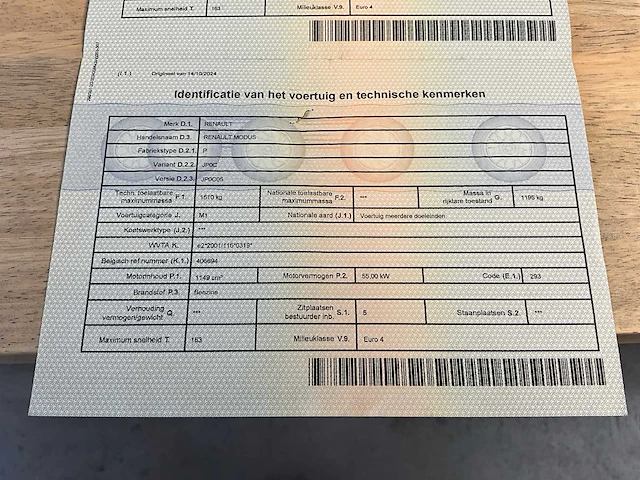 Maximum snelheid T. 163 Milieuklasse V.9. Euro 4
(I.1.) Origineel van 14/10/2024
Identificatie van het voertuig en technische kenmerken
Merk D.1. RENAULT
Handelsnaam D.3. RENAULT MODUS
Fabriekstype D.2.1. P
Variant D.2.2. JP0C
Versie D.2.3. JP0C05
Techn. toelaatbare maximummassa F.1. 1510 kg Nationale toelaatbare maximummassa F.2. *** Massa in rijklare toestand G. 1195 kg
Voertuigcategorie J. M1 Nationale aard (J.1.) Voertuig meerdere doeleinden
Koetswerktype (J.2.) ***
WVTA K. e2*2001/116*0319*
Belgisch ref.nummer (K.1.) 406694
Motorinhoud P.1. 1149 cm³ Motorvermogen P.2. 55,00 kW Code (E.1.) 293
Brandstof P.3. Benzine
Verhouding vermogen/gewicht Q. *** Zitplaatsen bestuurder inb. S.1. 5 Staanplaatsen S.2. ***
Maximum snelheid T. 163 Milieuklasse V.9. Euro 4